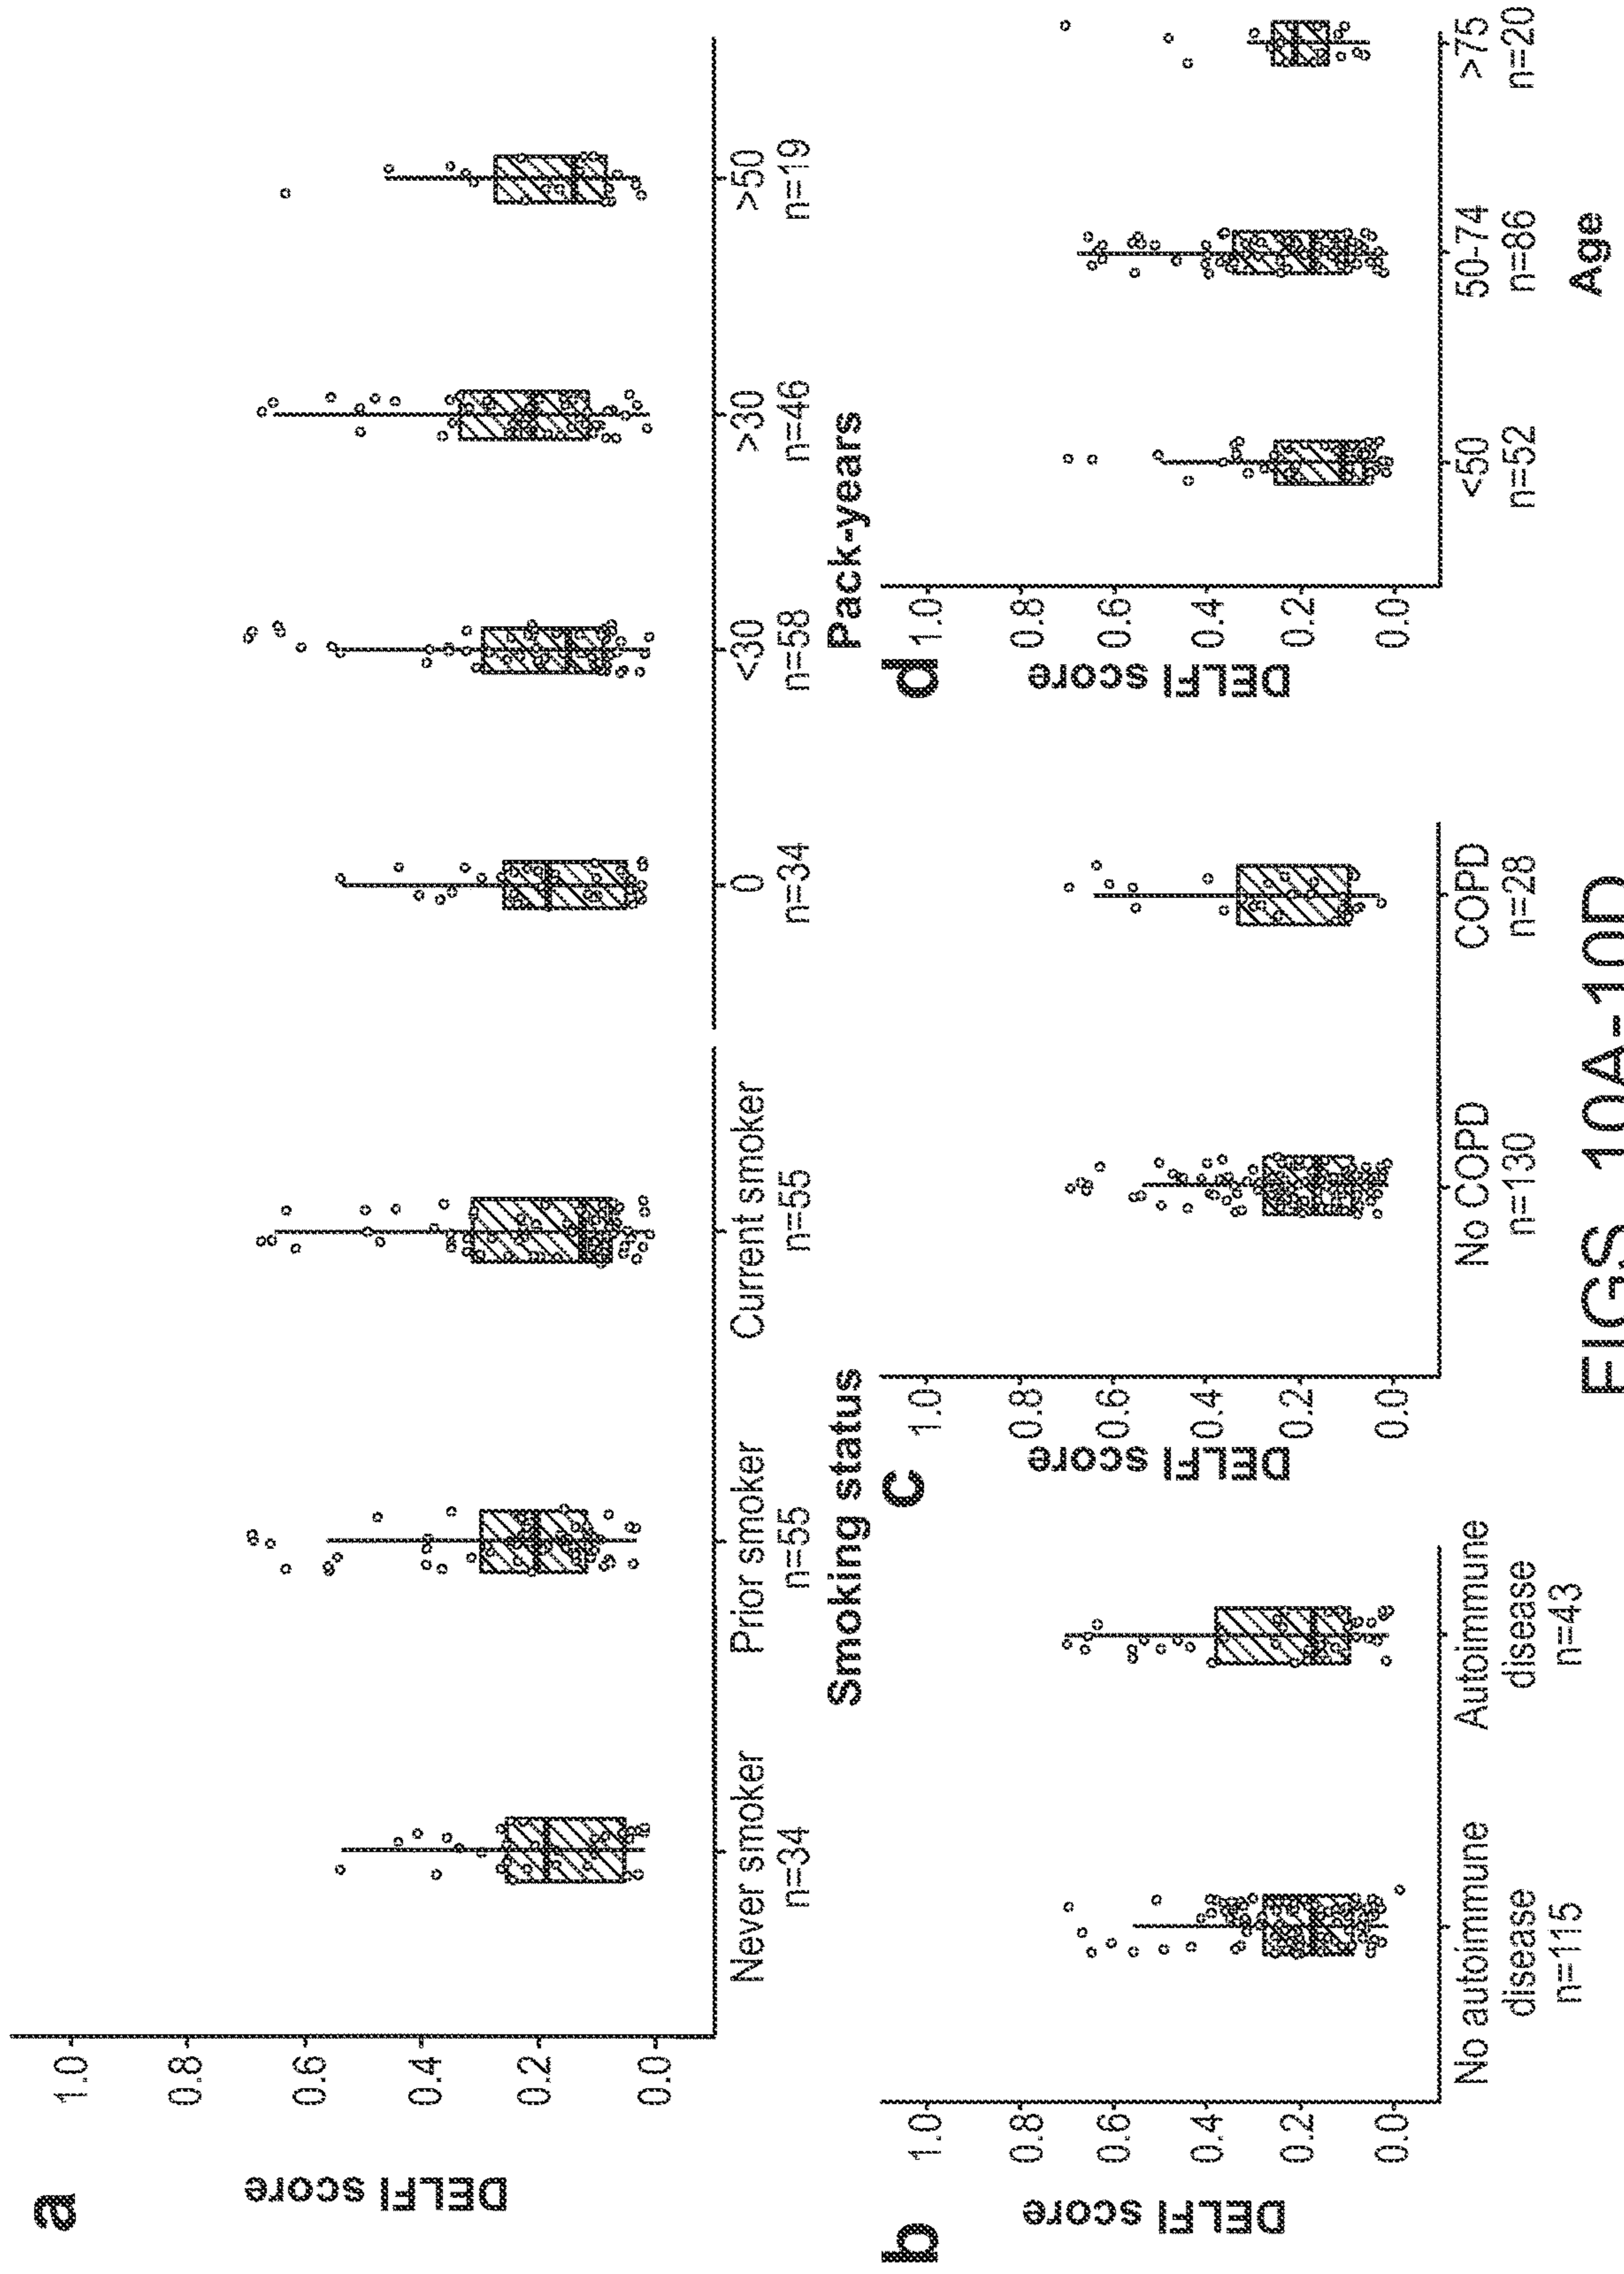 a
DELFI score
1.0
0.8
0.6
0.4
0.2
0.0
Never smoker
n=34
Prior smoker
n=55
Current smoker
n=55
Smoking status
0
n=34
<30
n=58
>30
n=46
>50
n=19
Pack-years
b
DELFI score
1.0
0.8
0.6
0.4
0.2
0.0
No autoimmune
disease
n=115
Autoimmune
disease
n=43
c
DELFI score
1.0
0.8
0.6
0.4
0.2
0.0
No COPD
n=130
COPD
n=28
d
DELFI score
1.0
0.8
0.6
0.4
0.2
0.0
<50
n=52
50-74
n=86
>75
n=20
Age
FIGS. 10A-10D